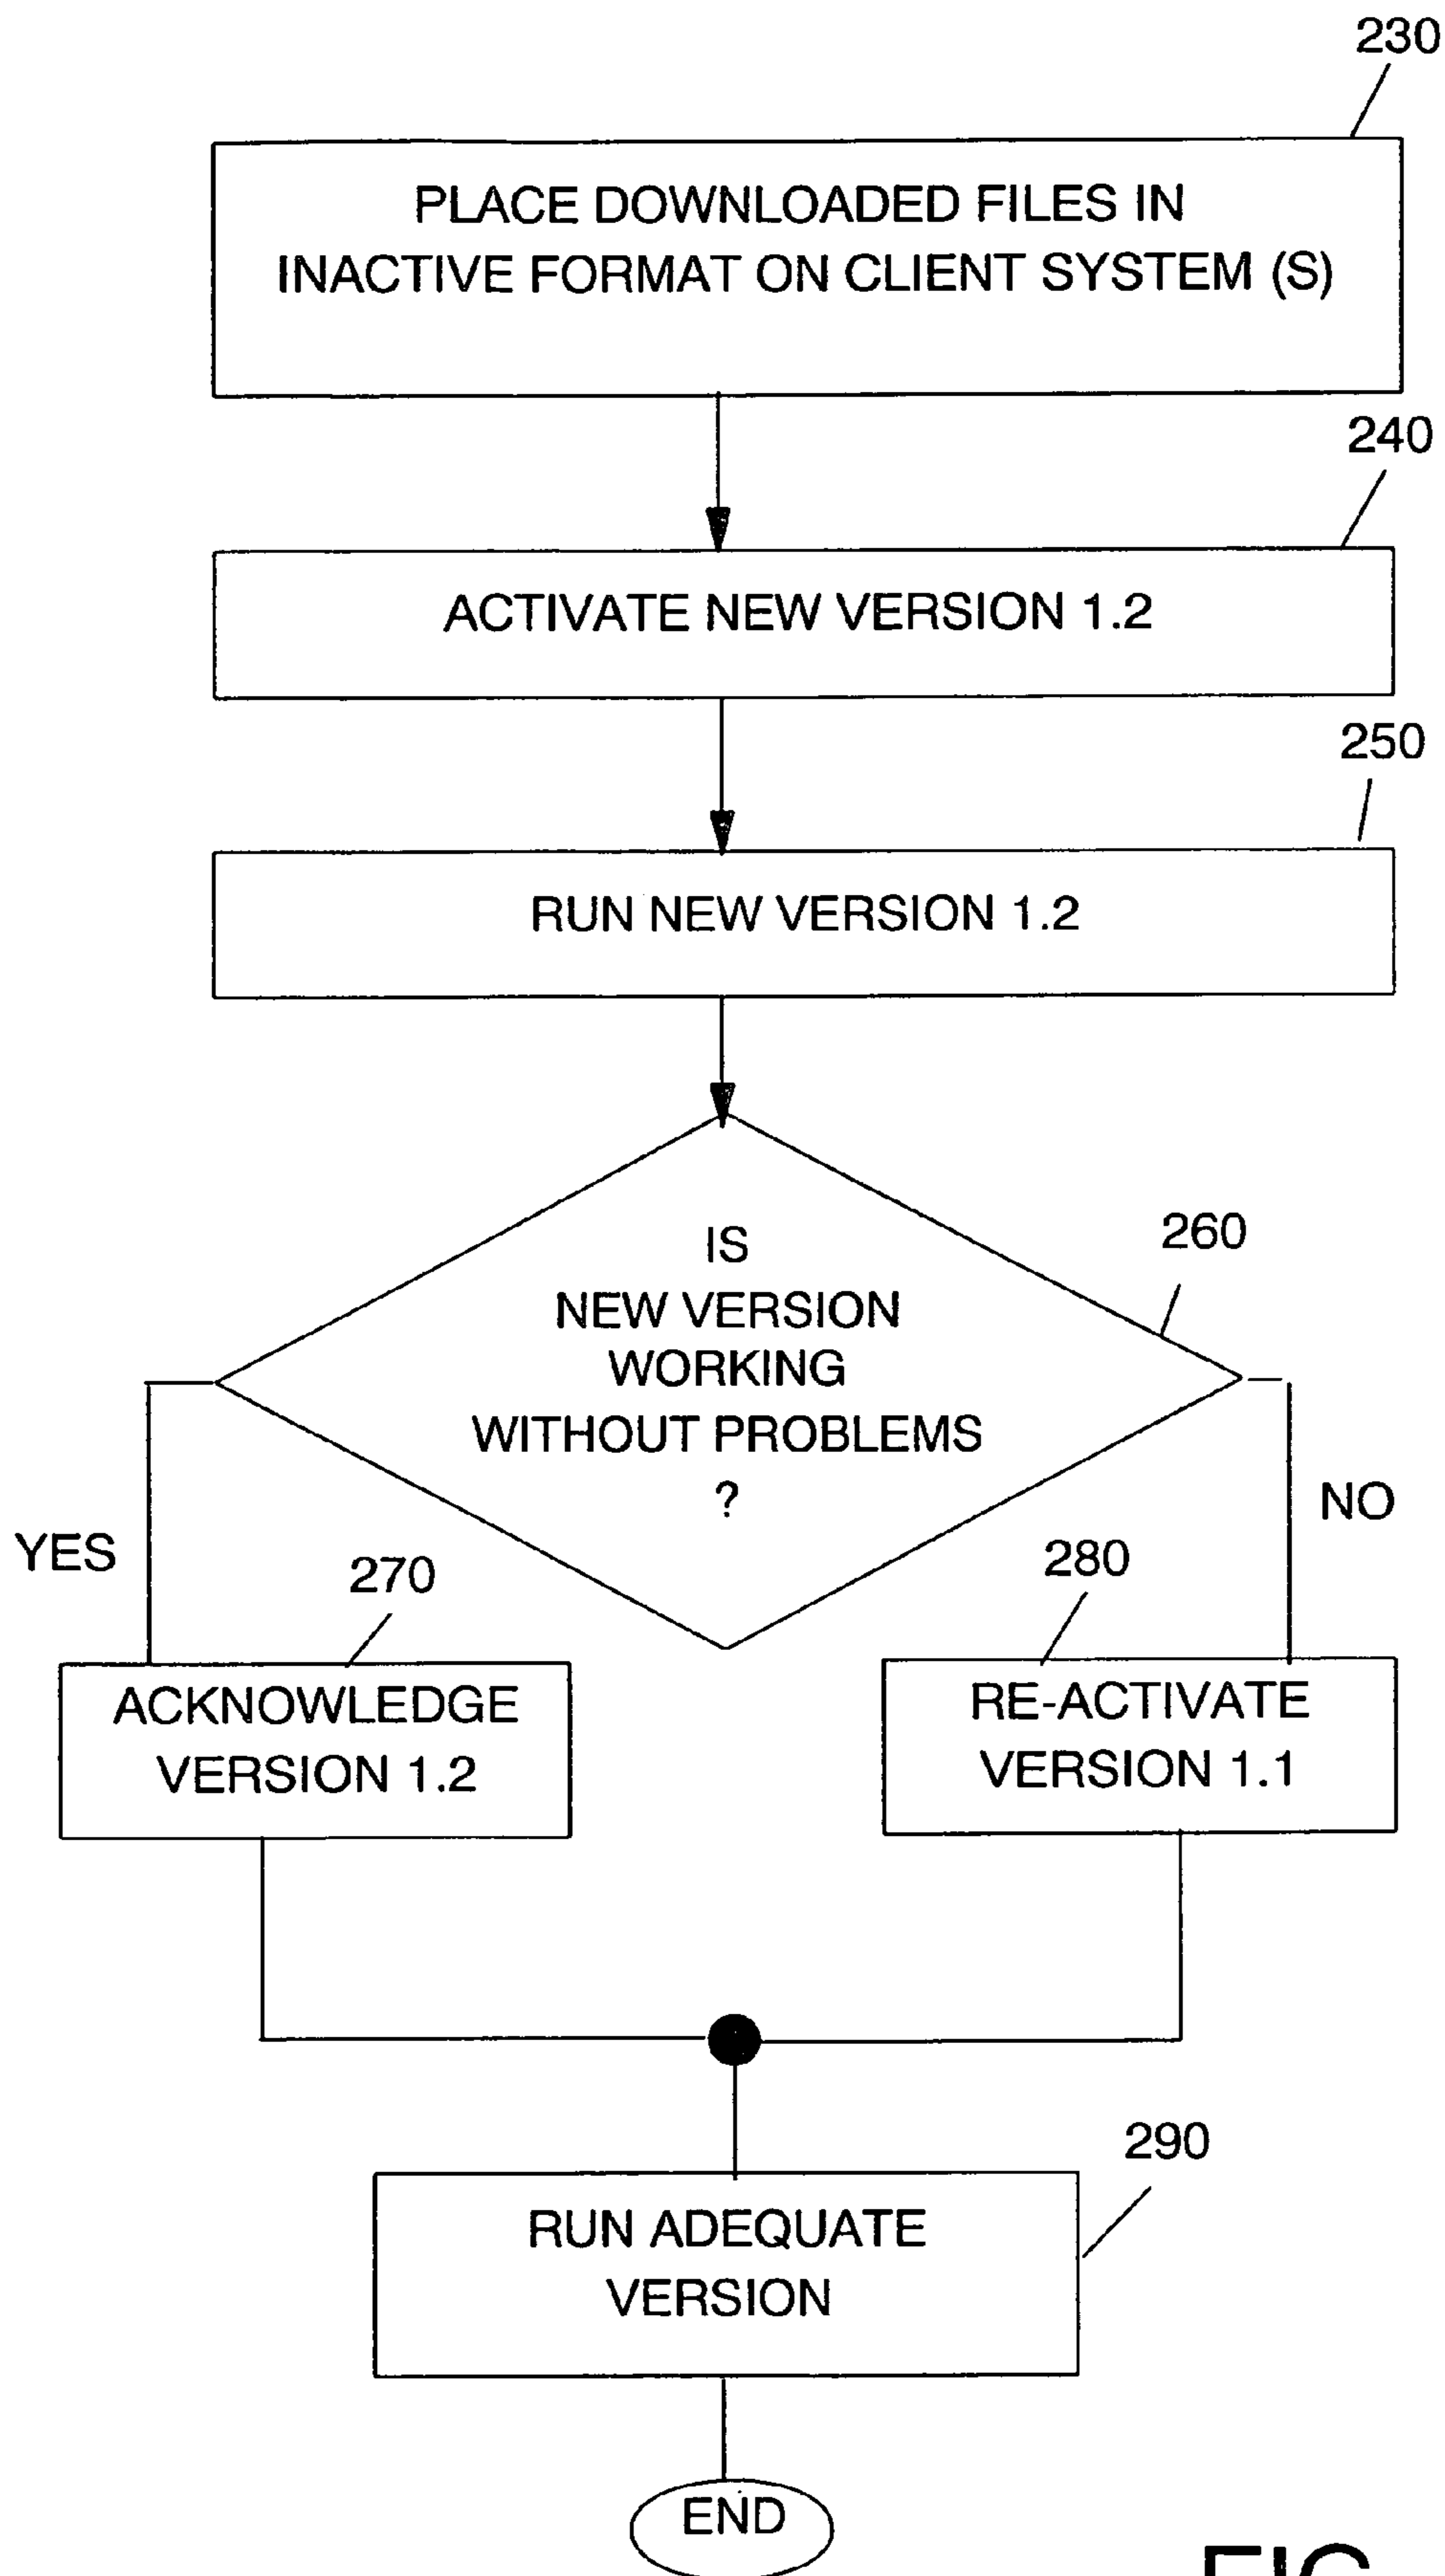 230
PLACE DOWNLOADED FILES IN
INACTIVE FORMAT ON CLIENT SYSTEM (S)
240
ACTIVATE NEW VERSION 1.2
250
RUN NEW VERSION 1.2
260
IS
NEW VERSION
WORKING
WITHOUT PROBLEMS
?
YES
NO
270
280
ACKNOWLEDGE
VERSION 1.2
RE-ACTIVATE
VERSION 1.1
290
RUN ADEQUATE
VERSION
END
FIG